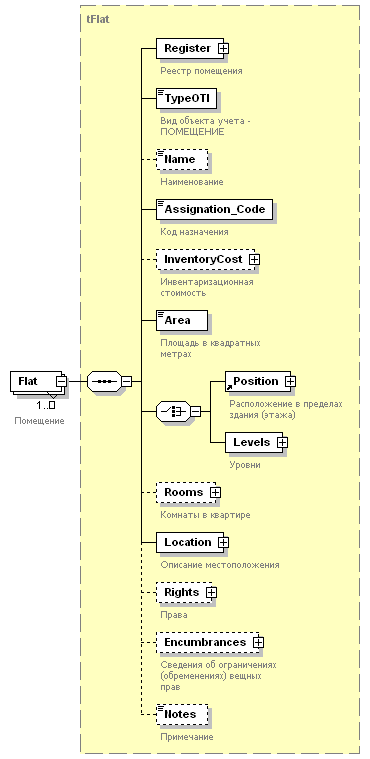 tFlat
Register
Реестр помещения
TypeOTI
Вид объекта учета -
ПОМЕЩЕНИЕ
Name
Наименование
Assignation_Code
Код назначения
InventoryCost
Инвентаризационная
стоимость
Area
Площадь в квадратных
метрах
Flat
1..0
Помещение
Position
Расположение в пределах
здания (этажа)
Levels
Уровни
Rooms
Комнаты в квартире
Location
Описание местоположения
Rights
Права
Encumbrances
Сведения об ограничениях
(обременениях) вещных
прав
Notes
Примечание